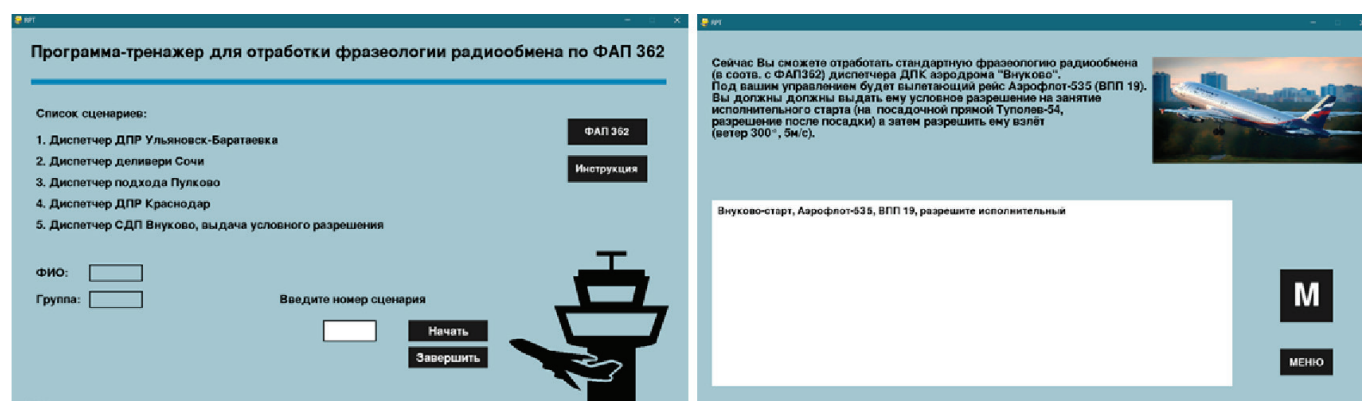 RPT
Программа-тренажер для отработки фразеологии радиообмена по ФАП 362
Список сценариев:
1. Диспетчер ДПР Ульяновск-Баратаевка
2. Диспетчер деливери Сочи
3. Диспетчер подхода Пулково
4. Диспетчер ДПР Краснодар
5. Диспетчер СДП Внуково, выдача условного разрешения
ФАП 362
Инструкция
ФИО:
Группа:
Введите номер сценария
Начать
Завершить
RPT
Сейчас Вы сможете отработать стандартную фразеологию радиообмена
(в соотв. с ФАП362) диспетчера ДПК аэродрома "Внуково".
Под вашим управлением будет вылетающий рейс Аэрофлот-535 (ВПП 19).
Вы должны должны выдать ему условное разрешение на занятие
исполнительного старта (на посадочной прямой Туполев-54,
разрешение после посадки) а затем разрешить ему взлёт
(ветер 300°, 5м/с).
Внуково-старт, Аэрофлот-535, ВПП 19, разрешите исполнительный
М
МЕНЮ